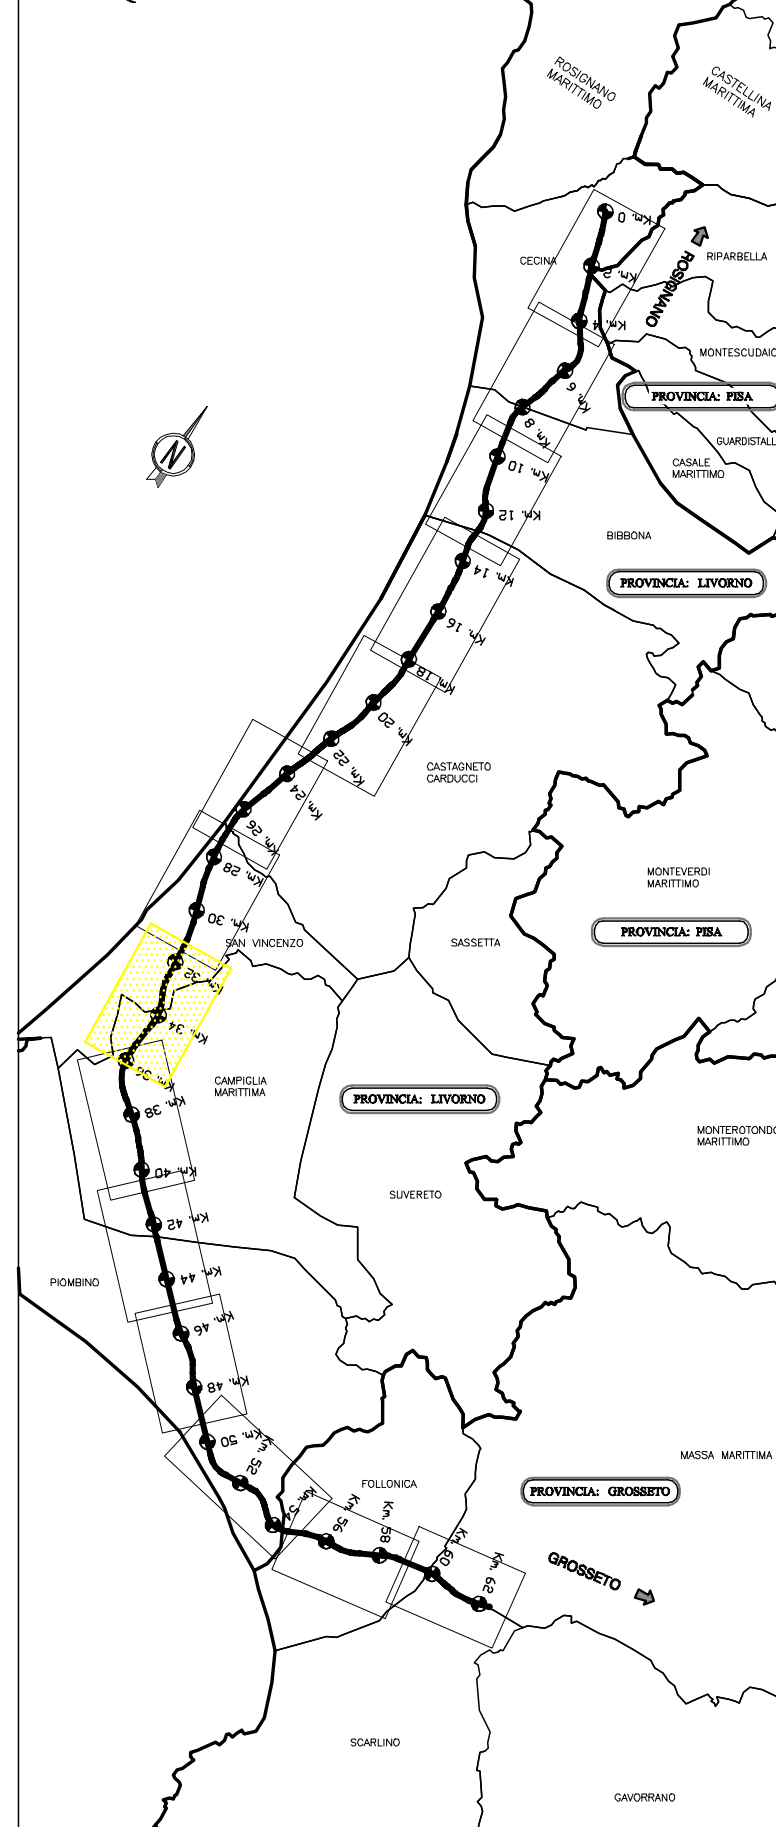 ROSIGNANO
MARITTIMO
CASTELLINA
MARITTIMA
Km. 0
CECINA
Km. 2
ROSIGNANO
RIPARBELLA
Km. 4
MONTESCUDAIO
Km. 6
PROVINCIA: PISA
Km. 8
GUARDISTALL
N
Km. 10
CASALE
MARITTIMO
Km. 12
BIBBONA
Km. 14
PROVINCIA: LIVORNO
Km. 16
Km. 18
Km. 20
Km. 22
CASTAGNETO
CARDUCCI
Km. 24
Km. 26
Km. 28
MONTEVERDI
MARITTIMO
Km. 30
PROVINCIA: PISA
SAN VINCENZO
SASSETTA
Km. 32
Km. 34
Km. 36
CAMPIGLIA
MARITTIMA
PROVINCIA: LIVORNO
Km. 38
MONTEROTONDO
MARITTIMO
Km. 40
SUVERETO
Km. 42
Km. 44
PIOMBINO
Km. 46
Km. 48
Km. 50
MASSA MARITTIMA
Km. 52
FOLLONICA
PROVINCIA: GROSSETO
Km. 54
Km. 56
Km. 58
Km. 60
Km. 62
GROSSETO
SCARLINO
GAVORRANO